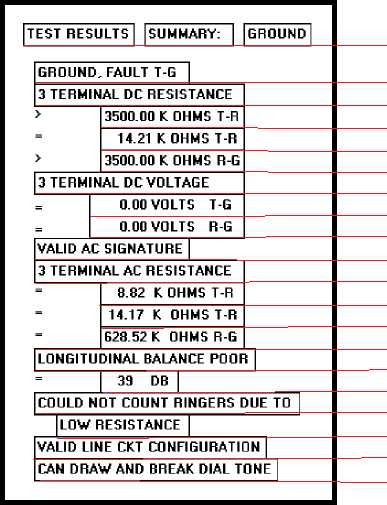 TEST RESULTS SUMMARY: GROUND
GROUND, FAULT T-G
3 TERMINAL DC RESISTANCE
> 3500.00 K OHMS T-R
= 14.21 K OHMS T-R
> 3500.00 K OHMS R-G
3 TERMINAL DC VOLTAGE
= 0.00 VOLTS T-G
= 0.00 VOLTS R-G
VALID AC SIGNATURE
3 TERMINAL AC RESISTANCE
= 8.82 K OHMS T-R
= 14.17 K OHMS T-R
= 628.52 K OHMS R-G
LONGITUDINAL BALANCE POOR
= 39 DB
COULD NOT COUNT RINGERS DUE TO
LOW RESISTANCE
VALID LINE CKT CONFIGURATION
CAN DRAW AND BREAK DIAL TONE